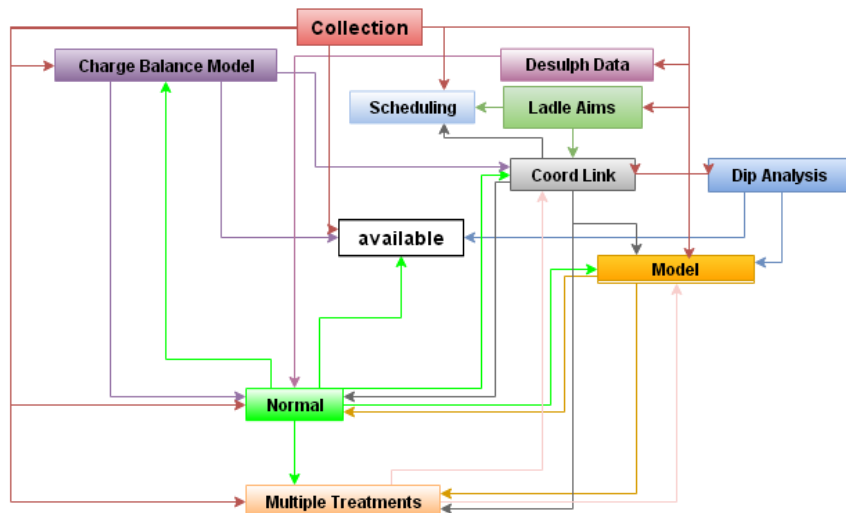 Collection
Charge Balance Model
Desulph Data
Scheduling
Ladle Aims
Coord Link
Dip Analysis
available
Model
Normal
Multiple Treatments